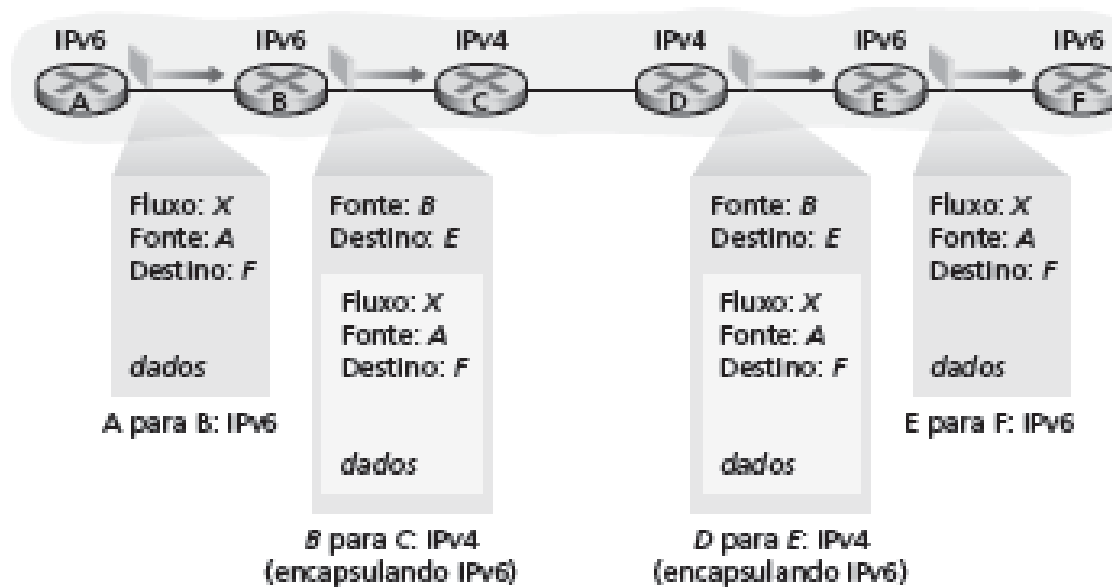 IPv6 IPv6 IPv4 IPv4 IPv6 IPv6
A B C D E F
Fluxo: X
Fonte: A
Destino: F
dados
A para B: IPv6
Fonte: B
Destino: E
Fluxo: X
Fonte: A
Destino: F
dados
B para C: IPv4
(encapsulando IPv6)
Fonte: B
Destino: E
Fluxo: X
Fonte: A
Destino: F
dados
D para E: IPv4
(encapsulando IPv6)
Fluxo: X
Fonte: A
Destino: F
dados
E para F: IPv6